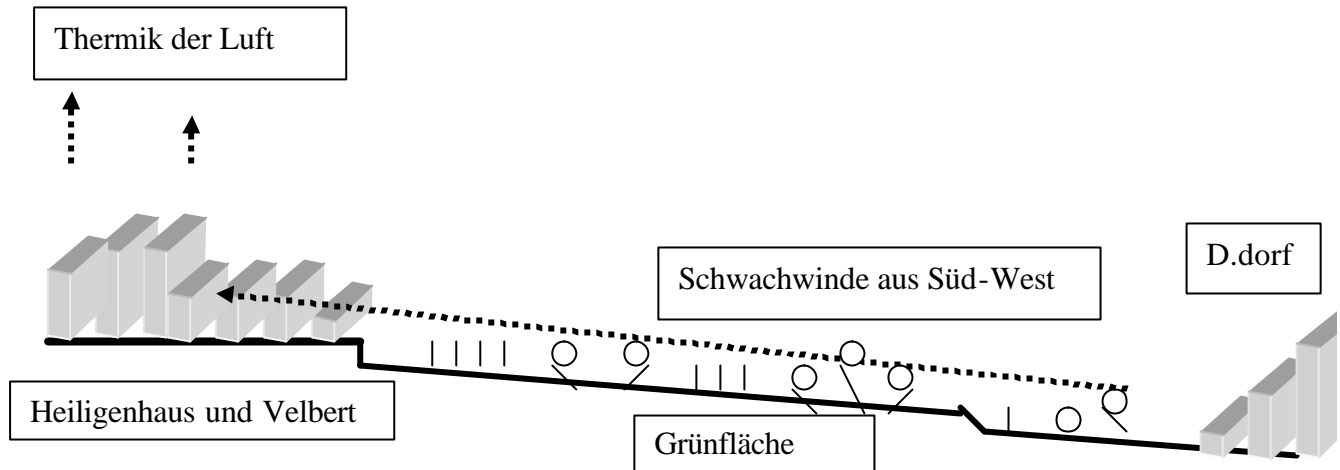 Thermik der Luft
D.dorf
Schwachwinde aus Süd-West
Heiligenhaus und Velbert
Grünfläche